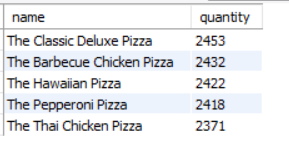 name quantity
The Classic Deluxe Pizza 2453
The Barbecue Chicken Pizza 2432
The Hawaiian Pizza 2422
The Pepperoni Pizza 2418
The Thai Chicken Pizza 2371